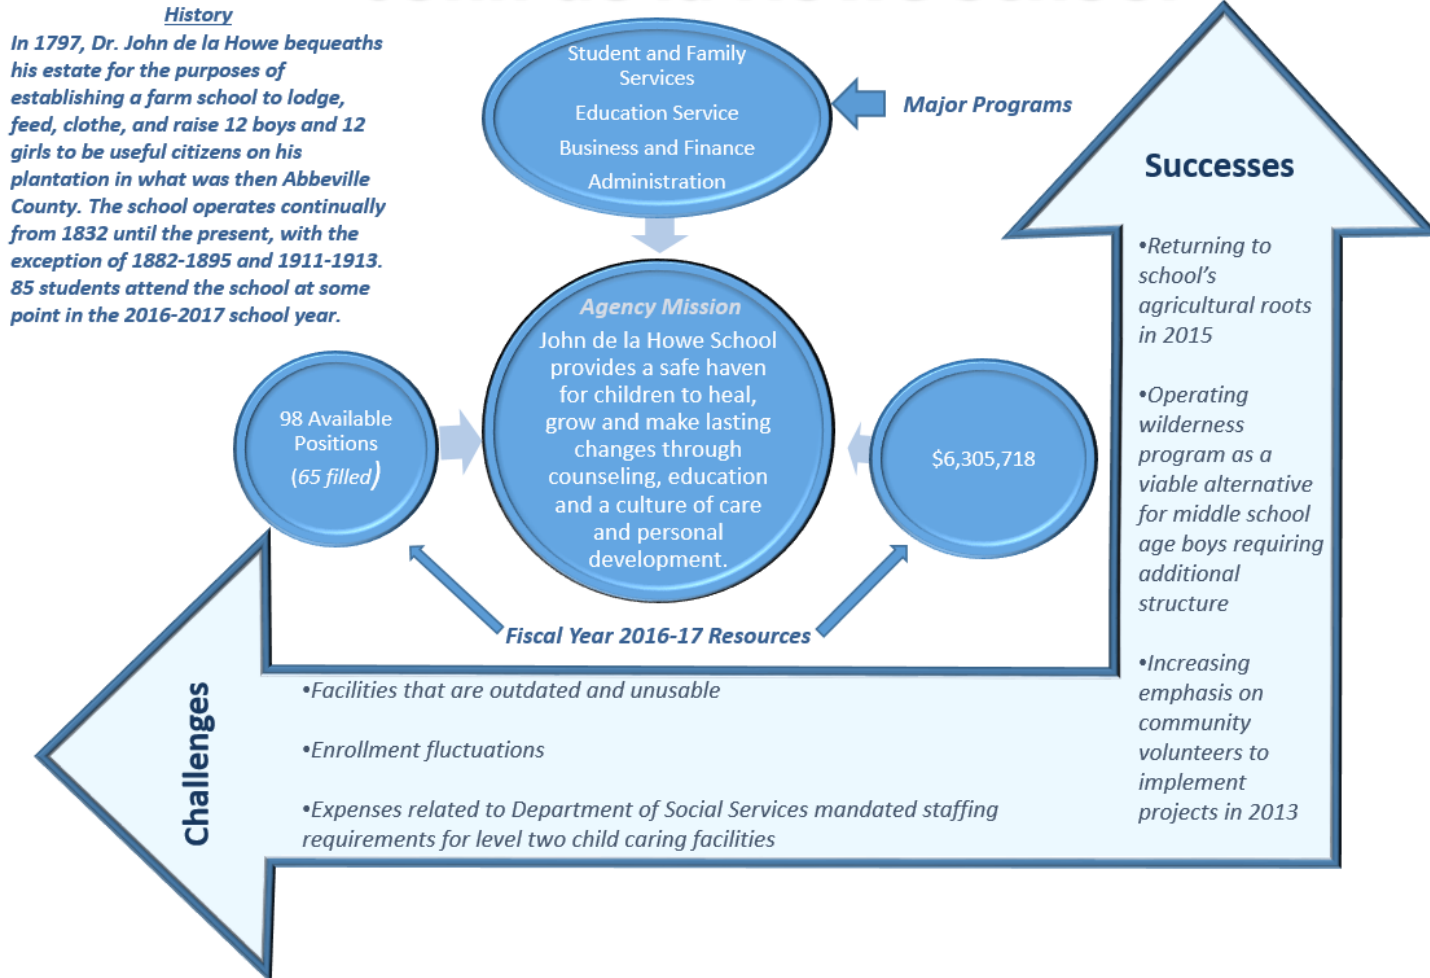 History
In 1797, Dr. John de la Howe bequeaths
his estate for the purposes of
establishing a farm school to lodge,
feed, clothe, and raise 12 boys and 12
girls to be useful citizens on his
plantation in what was then Abbeville
County. The school operates continually
from 1832 until the present, with the
exception of 1882-1895 and 1911-1913.
85 students attend the school at some
point in the 2016-2017 school year.
Student and Family
Services
Education Service
Business and Finance
Administration
Major Programs
Agency Mission
John de la Howe School
provides a safe haven
for children to heal,
grow and make lasting
changes through
counseling, education
and a culture of care
and personal
development.
98 Available
Positions
(65 filled)
$6,305,718
Fiscal Year 2016-17 Resources
Successes
•Returning to
school's
agricultural roots
in 2015
•Operating
wilderness
program as a
viable alternative
for middle school
age boys requiring
additional
structure
•Increasing
emphasis on
community
volunteers to
implement
projects in 2013
Challenges
•Facilities that are outdated and unusable
•Enrollment fluctuations
•Expenses related to Department of Social Services mandated staffing
requirements for level two child caring facilities